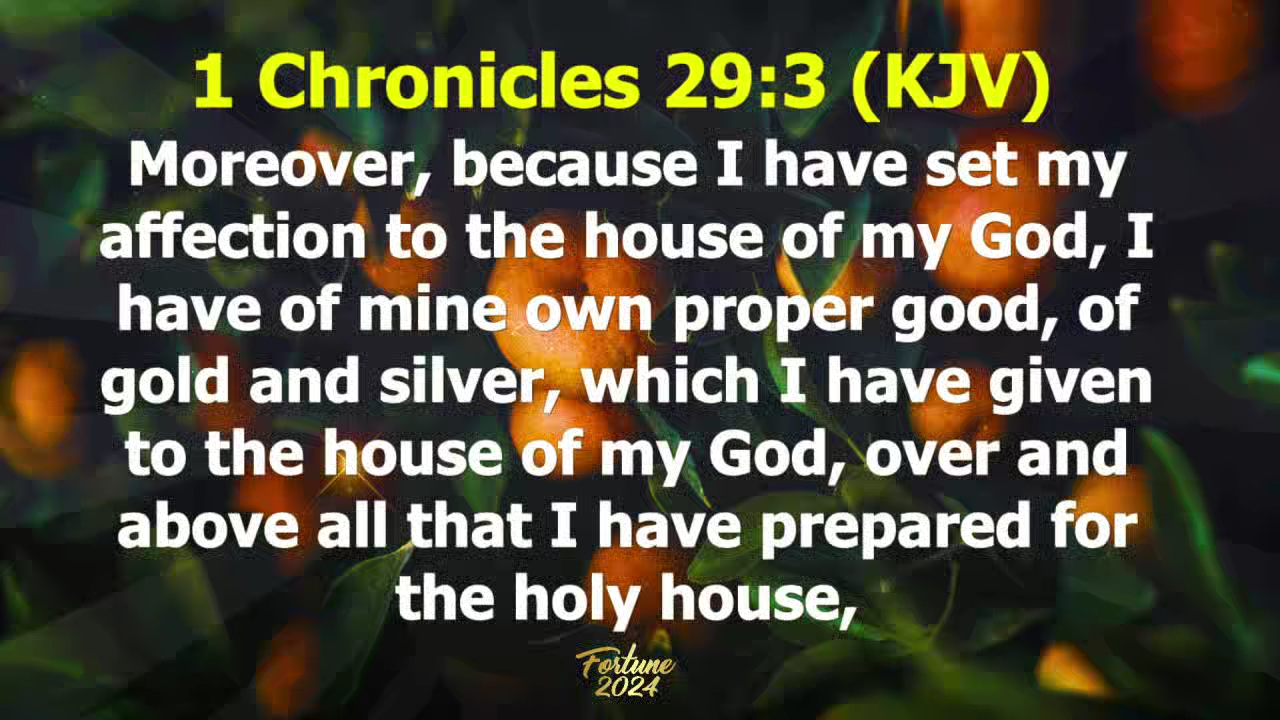 1 Chronicles 29:3 (KJV)
Moreover, because I have set my
affection to the house of my God, I
have of mine own proper good, of
gold and silver, which I have given
to the house of my God, over and
above all that I have prepared for
the holy house,
Fortune
2024